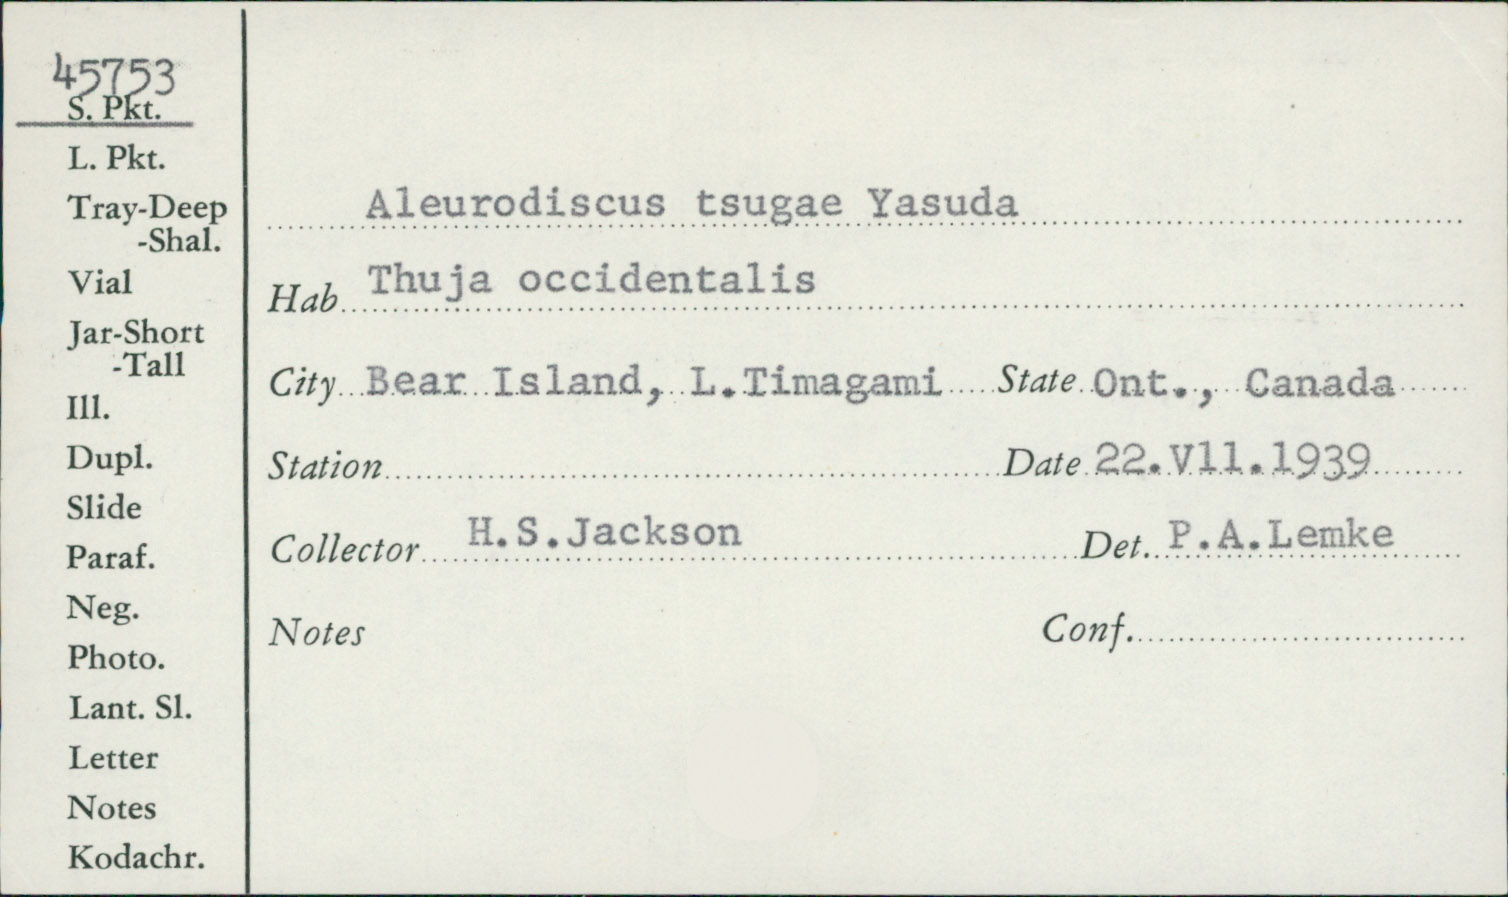 45753
S. Pkt.
L. Pkt.
Tray-Deep
-Shal.
Vial
Jar-Short
-Tall
Ill.
Dupl.
Slide
Paraf.
Neg.
Photo.
Lant. Sl.
Letter
Notes
Kodachr.
Aleurodiscus tsugae Yasuda
Hab Thuja occidentalis
City Bear Island, L.Timagami State Ont., Canada
Station Date 22.Vll.1939
Collector H.S.Jackson Det. P.A.Lemke
Notes Conf.